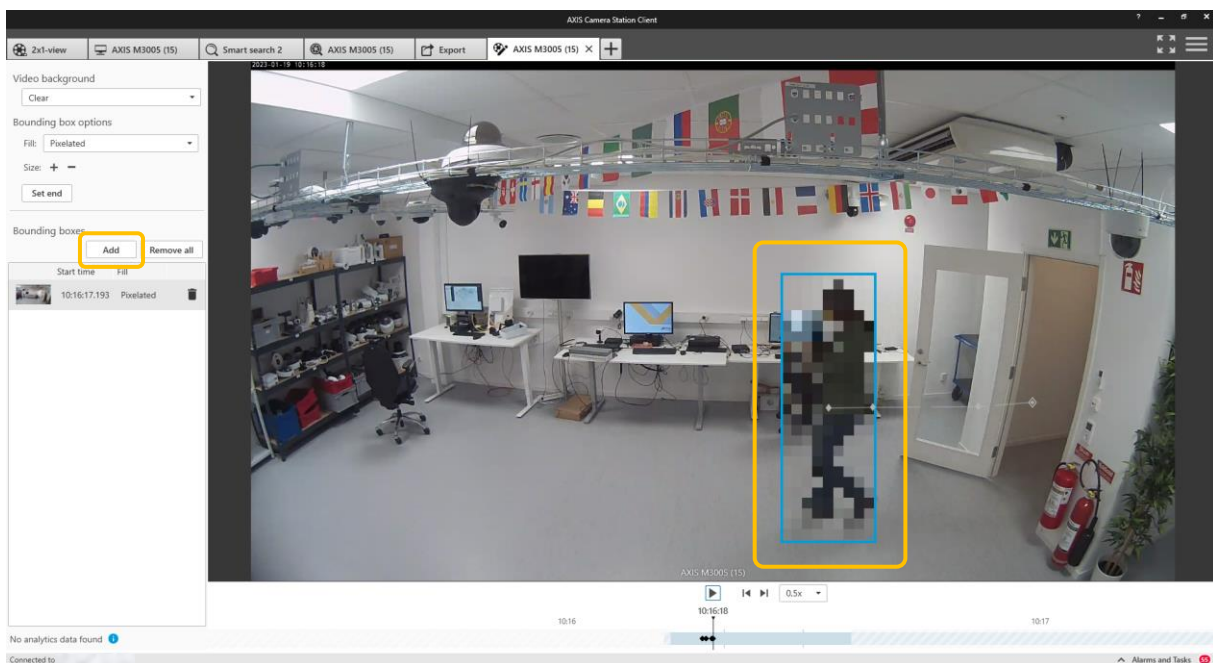 AXIS Camera Station Client
? – ×
2x1-view AXIS M3005 (15) Smart search 2 AXIS M3005 (15) Export AXIS M3005 (15) × +
Video background
2023-01-19 10:16:18
Clear
Bounding box options
Fill: Pixelated
Size: + −
Set end
Bounding boxes
Add Remove all
Start time Fill
10:16:17.193 Pixelated
AXIS M3005 (15)
0.5x
10:16:18
10:16 10:17
No analytics data found
Connected to Alarms and Tasks 55